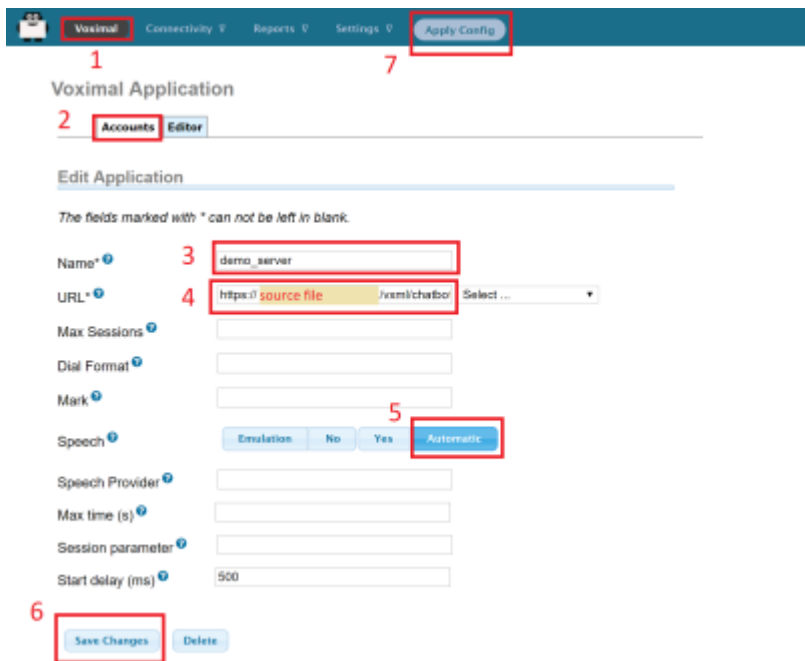 Voximal Connectivity Reports Settings Apply Config
1 7
Voximal Application
2 Accounts Editor
Edit Application
The fields marked with * can not be left in blank.
Name* 3 demo_server
URL* 4 https:// source file /vxml/chatbo Select ...
Max Sessions
Dial Format
Mark
5
Speech Emulation No Yes Automatic
Speech Provider
Max time (s)
Session parameter
Start delay (ms) 500
6
Save Changes Delete